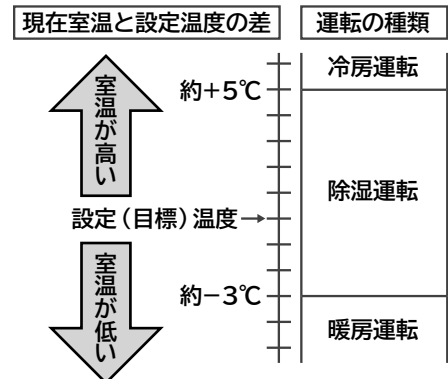 現在室温と設定温度の差
運転の種類
室温が高い
約+5℃
冷房運転
除湿運転
設定（目標）温度→
室温が低い
約−3℃
暖房運転